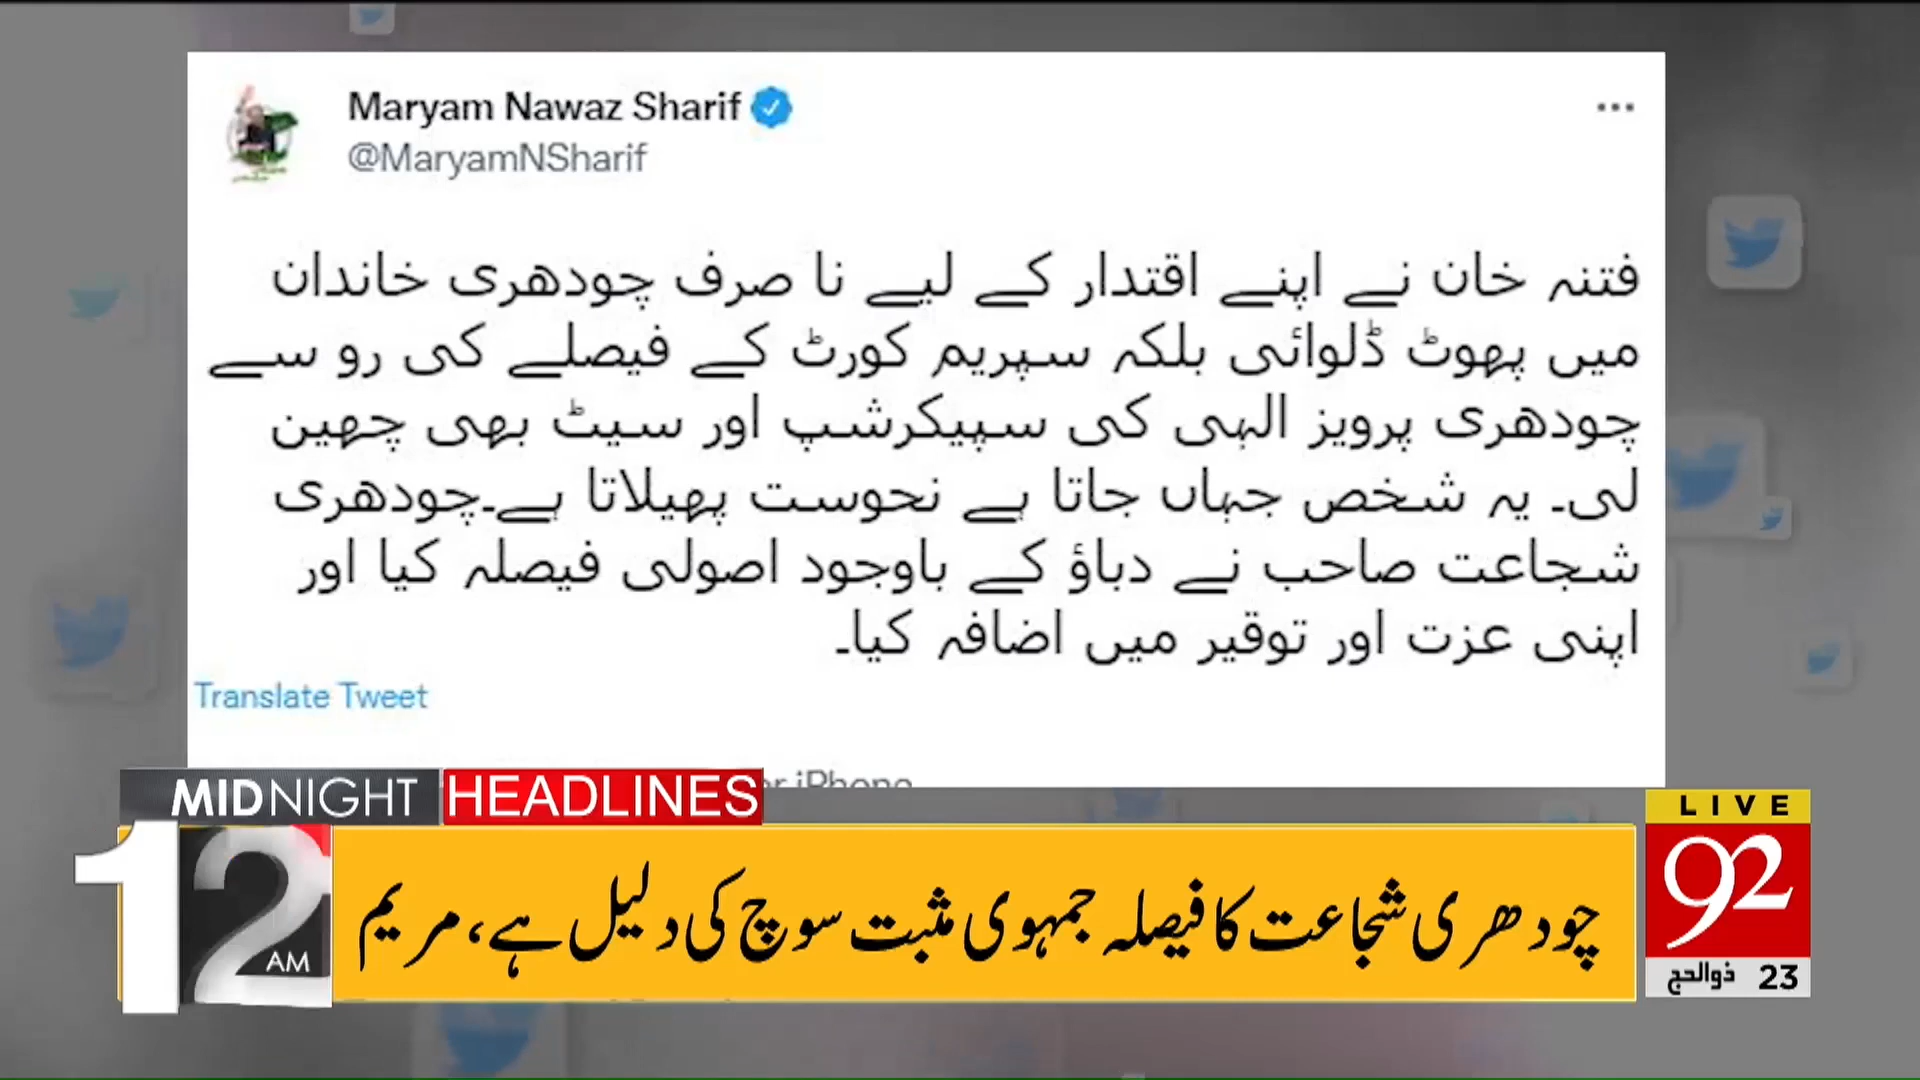 Maryam Nawaz Sharif
@MaryamNSharif
فتنہ خان نے اپنے اقتدار کے لیے نا صرف چودھری خاندان
میں پھوٹ ڈلوائی بلکہ سپریم کورٹ کے فیصلے کی رو سے
چودھری پرویز الہی کی سپیکرشپ اور سیٹ بھی چھین
لی۔ یہ شخص جہاں جاتا ہے نحوست پھیلاتا ہے۔چودھری
شجاعت صاحب نے دباؤ کے باوجود اصولی فیصلہ کیا اور
اپنی عزت اور توقیر میں اضافہ کیا۔
Translate Tweet
iPhone
MIDNIGHT HEADLINES
12 AM
چودھری شجاعت کا فیصلہ جمہوی مثبت سوچ کی دلیل ہے، مریم
LIVE
92
23 ذوالحج